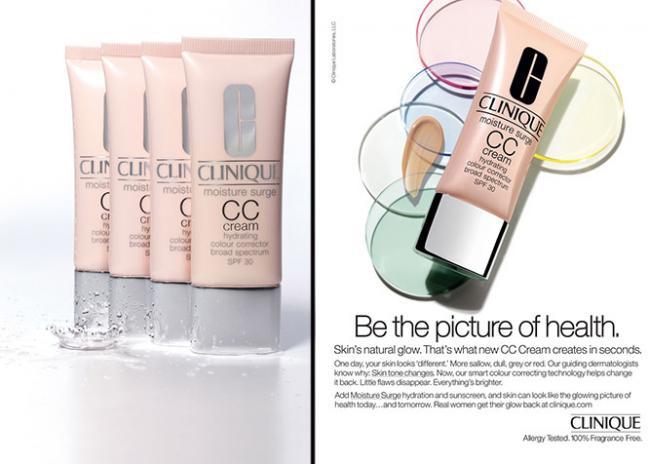 CLINIQUE
moisture surge
CC
cream
hydrating
colour corrector
broad spectrum
SPF 30
© Clinique Laboratories, LLC
CLINIQUE
moisture surge
CC
cream
hydrating
colour corrector
broad spectrum
SPF 30
Be the picture of health.
Skin's natural glow. That's what new CC Cream creates in seconds.
One day, your skin looks 'different.' More sallow, dull, grey or red. Our guiding dermatologists
know why: Skin tone changes. Now, our smart colour correcting technology helps change
it back. Little flaws disappear. Everything's brighter.
Add Moisture Surge hydration and sunscreen, and skin can look like the glowing picture of
health today...and tomorrow. Real women get their glow back at clinique.com
CLINIQUE
Allergy Tested. 100% Fragrance Free.